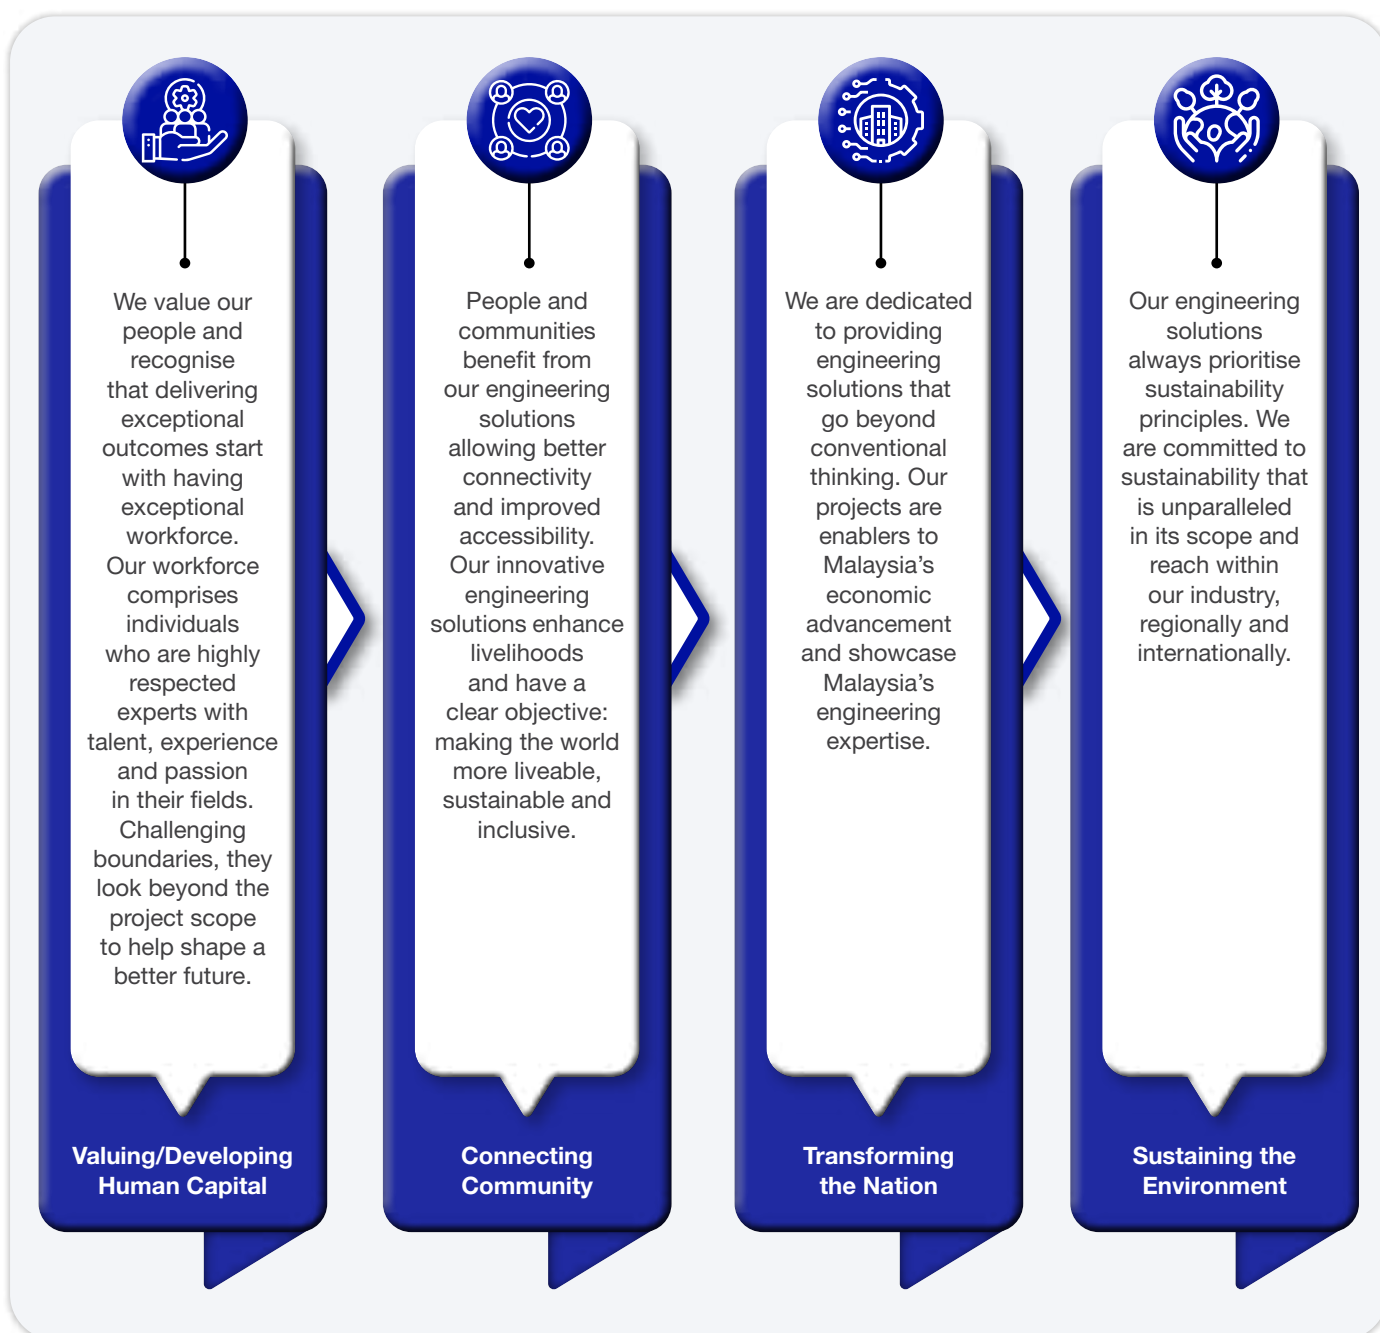 We value our
people and
recognise
that delivering
exceptional
outcomes start
with having
exceptional
workforce.
Our workforce
comprises
individuals
who are highly
respected
experts with
talent, experience
and passion
in their fields.
Challenging
boundaries, they
look beyond the
project scope
to help shape a
better future.
Valuing/Developing
Human Capital
People and
communities
benefit from
our engineering
solutions
allowing better
connectivity
and improved
accessibility.
Our innovative
engineering
solutions enhance
livelihoods
and have a
clear objective:
making the world
more liveable,
sustainable and
inclusive.
Connecting
Community
We are dedicated
to providing
engineering
solutions that
go beyond
conventional
thinking. Our
projects are
enablers to
Malaysia’s
economic
advancement
and showcase
Malaysia’s
engineering
expertise.
Transforming
the Nation
Our engineering
solutions
always prioritise
sustainability
principles. We
are committed to
sustainability that
is unparalleled
in its scope and
reach within
our industry,
regionally and
internationally.
Sustaining the
Environment